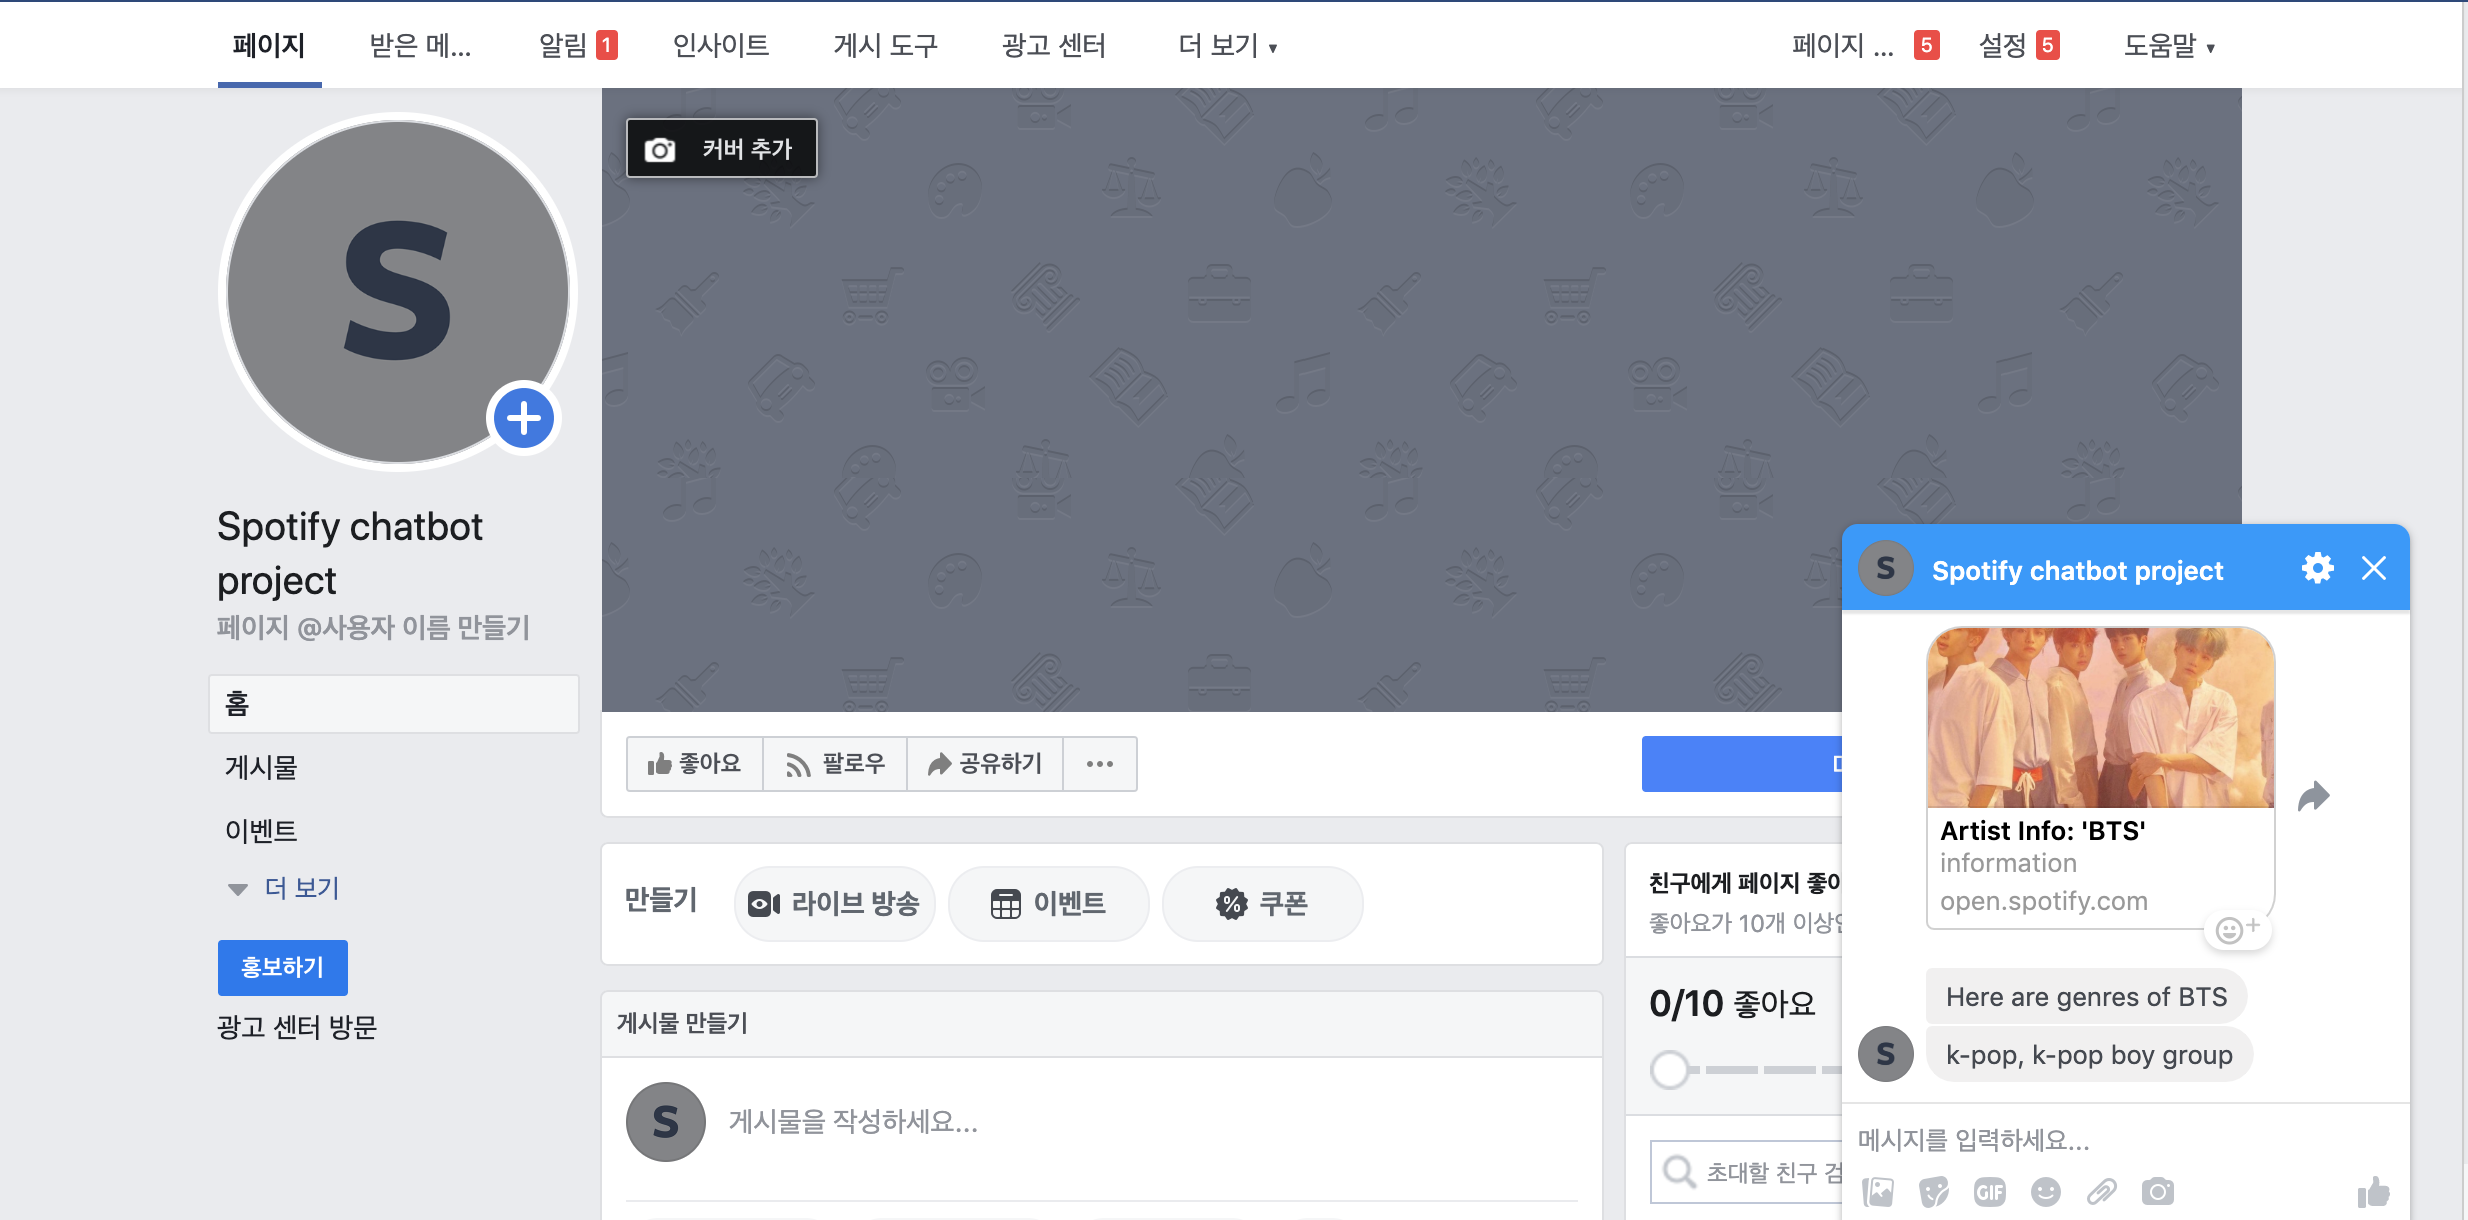 페이지
받은 메...
알림 1
인사이트
게시 도구
광고 센터
더 보기
페이지 ... 5
설정 5
도움말
S
커버 추가
Spotify chatbot
project
페이지 @사용자 이름 만들기
홈
게시물
이벤트
더 보기
홍보하기
광고 센터 방문
좋아요
팔로우
공유하기
만들기
라이브 방송
이벤트
쿠폰
게시물 만들기
S
게시물을 작성하세요...
친구에게 페이지
좋아요가 10개
0/10 좋아요
초대할 친구
S
Spotify chatbot project
Artist Info: 'BTS'
information
open.spotify.com
Here are genres of BTS
S
k-pop, k-pop boy group
메시지를 입력하세요...
GIF